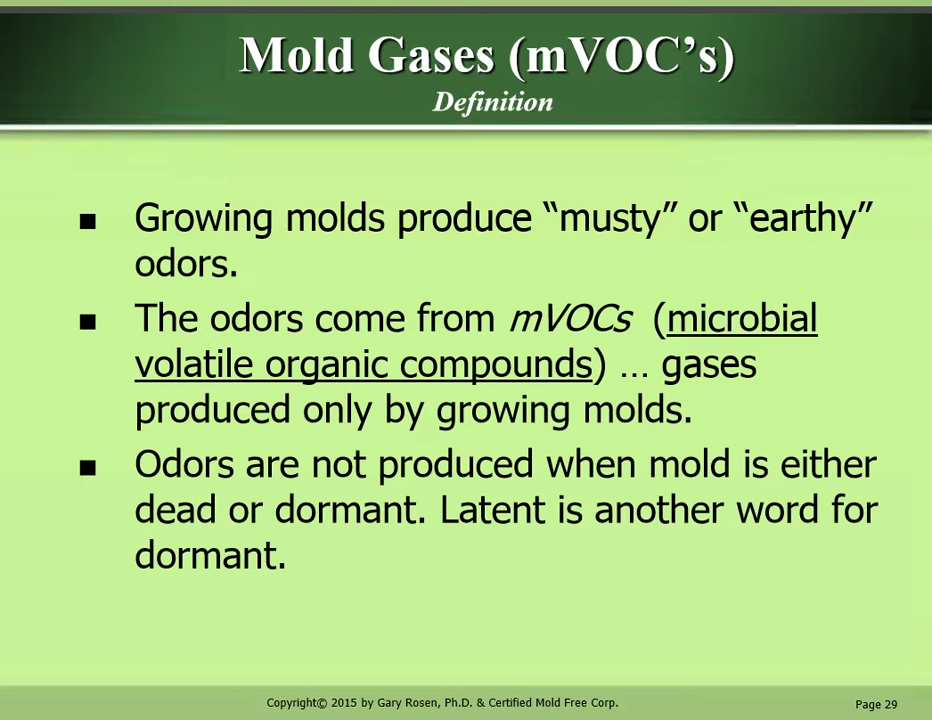 Mold Gases (mVOC’s)
Definition
■ Growing molds produce “musty” or “earthy”
odors.
■ The odors come from mVOCs (microbial
volatile organic compounds) … gases
produced only by growing molds.
■ Odors are not produced when mold is either
dead or dormant. Latent is another word for
dormant.
Copyright© 2015 by Gary Rosen, Ph.D. & Certified Mold Free Corp.
Page 29